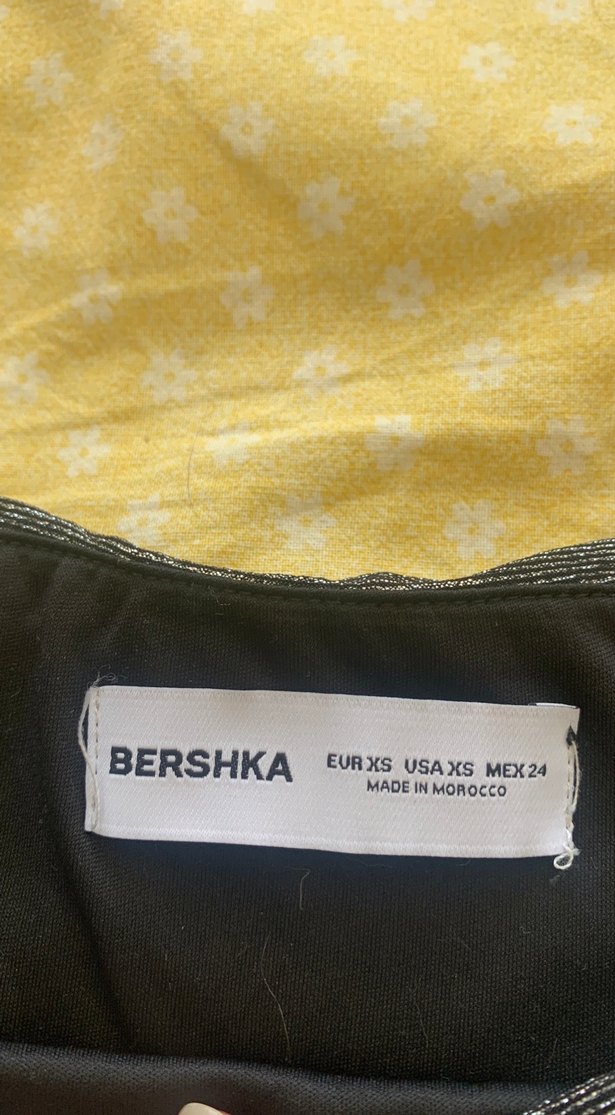 BERSHKA
EUR XS USA XS MEX 24
MADE IN MOROCCO